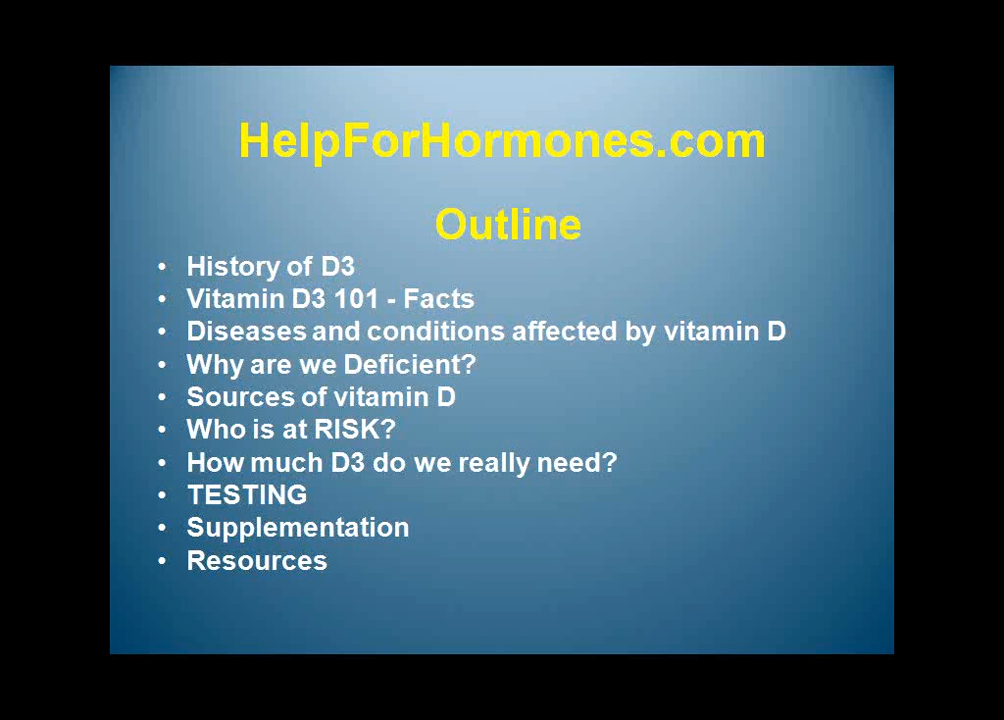 HelpForHormones.com
Outline
• History of D3
• Vitamin D3 101 - Facts
• Diseases and conditions affected by vitamin D
• Why are we Deficient?
• Sources of vitamin D
• Who is at RISK?
• How much D3 do we really need?
• TESTING
• Supplementation
• Resources